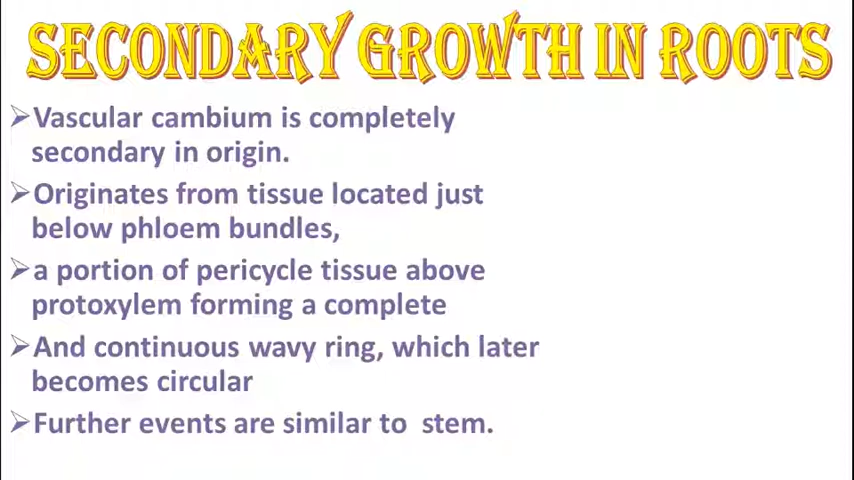 SECONDARY GROWTH IN ROOTS
➢Vascular cambium is completely
secondary in origin.
➢Originates from tissue located just
below phloem bundles,
➢a portion of pericycle tissue above
protoxylem forming a complete
➢And continuous wavy ring, which later
becomes circular
➢Further events are similar to  stem.